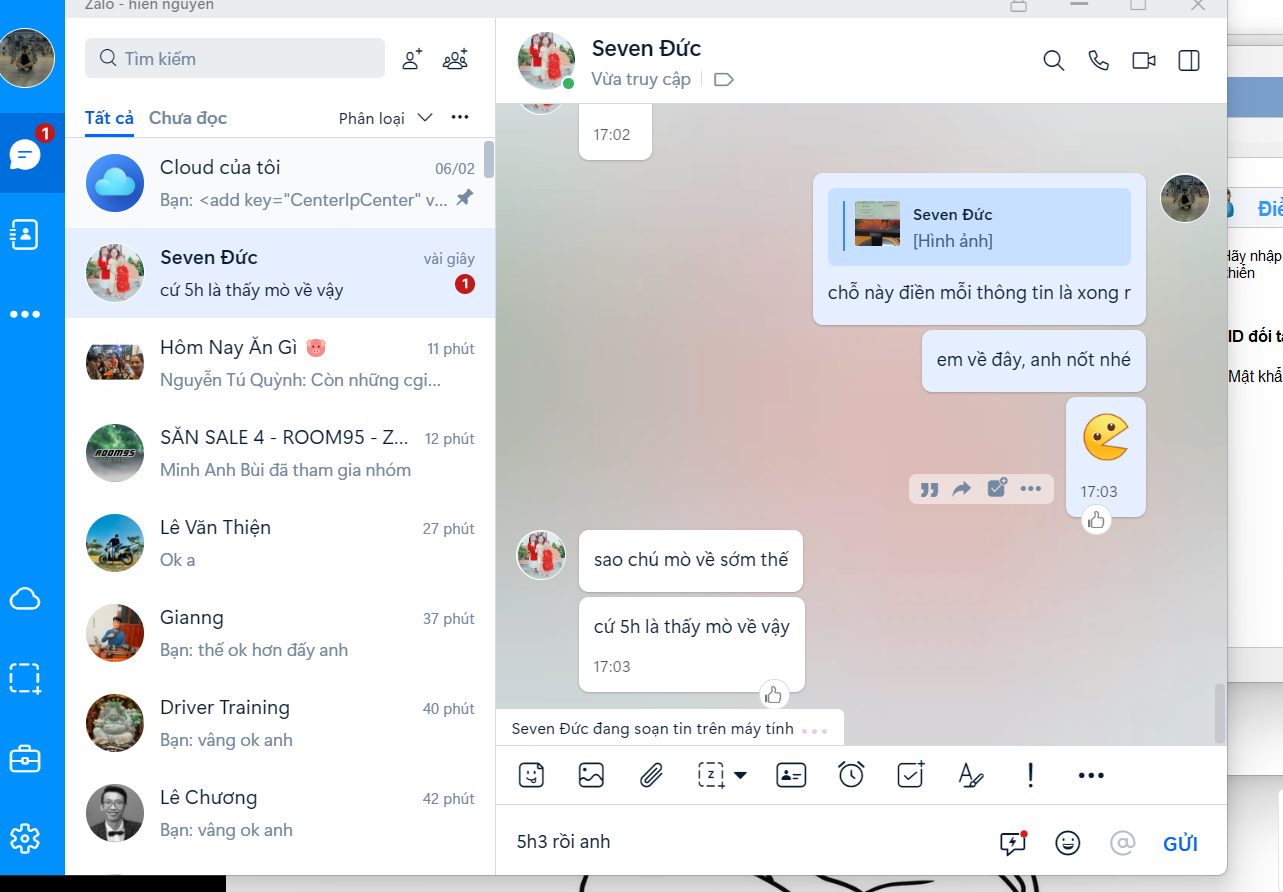 Zalo - hien nguyen
Tìm kiếm
Tất cả
Chưa đọc
Phân loại
1
Cloud của tôi
06/02
Bạn: <add key="CenterIpCenter" v...
Seven Đức
vài giây
cứ 5h là thấy mò về vậy
1
Hôm Nay Ăn Gì
11 phút
Nguyễn Tú Quỳnh: Còn những cgi...
SĂN SALE 4 - ROOM95 - Z...
12 phút
Minh Anh Bùi đã tham gia nhóm
ROOM95
Lê Văn Thiện
27 phút
Ok a
Gianng
37 phút
Bạn: thế ok hơn đấy anh
Driver Training
40 phút
Bạn: vâng ok anh
Lê Chương
42 phút
Bạn: vâng ok anh
Seven Đức
Vừa truy cập
17:02
Seven Đức
[Hình ảnh]
chỗ này điền mỗi thông tin là xong r
em về đây, anh nốt nhé
17:03
sao chú mò về sớm thế
cứ 5h là thấy mò về vậy
17:03
Seven Đức đang soạn tin trên máy tính
5h3 rồi anh
GỬI
nhập
ID đối
Mật